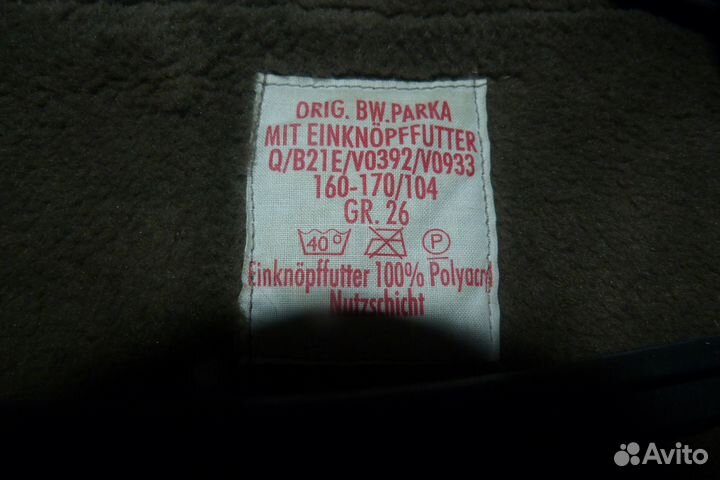 ORIG. BW.PARKA
MIT EINKNÖPFFUTTER
Q/B21E/V0392/V0933
160-170/104
GR. 26
40° P
Einknöpffutter 100% Polyacryl
Nutzschicht
Avito